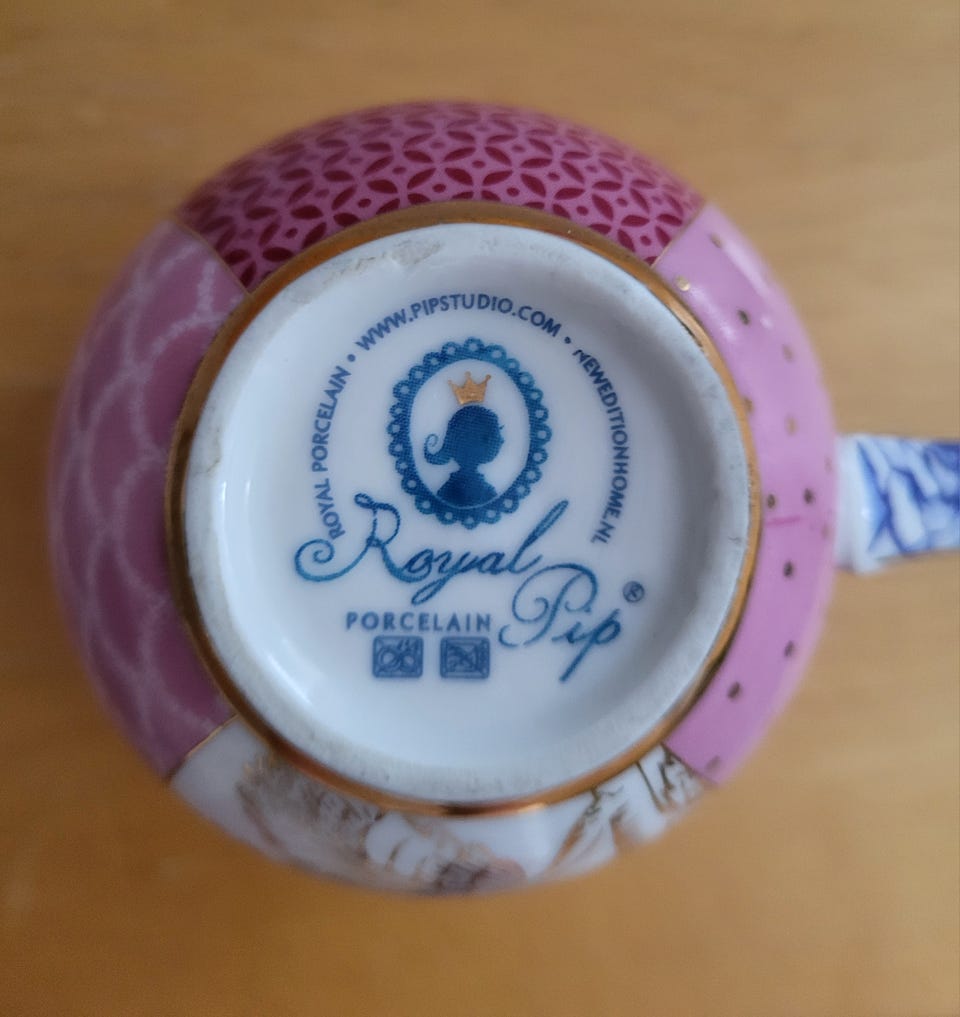 ROYAL PORCELAIN • WWW.PIPSTUDIO.COM • NEWEDITIONHOME.NL
Royal
Pip®
PORCELAIN